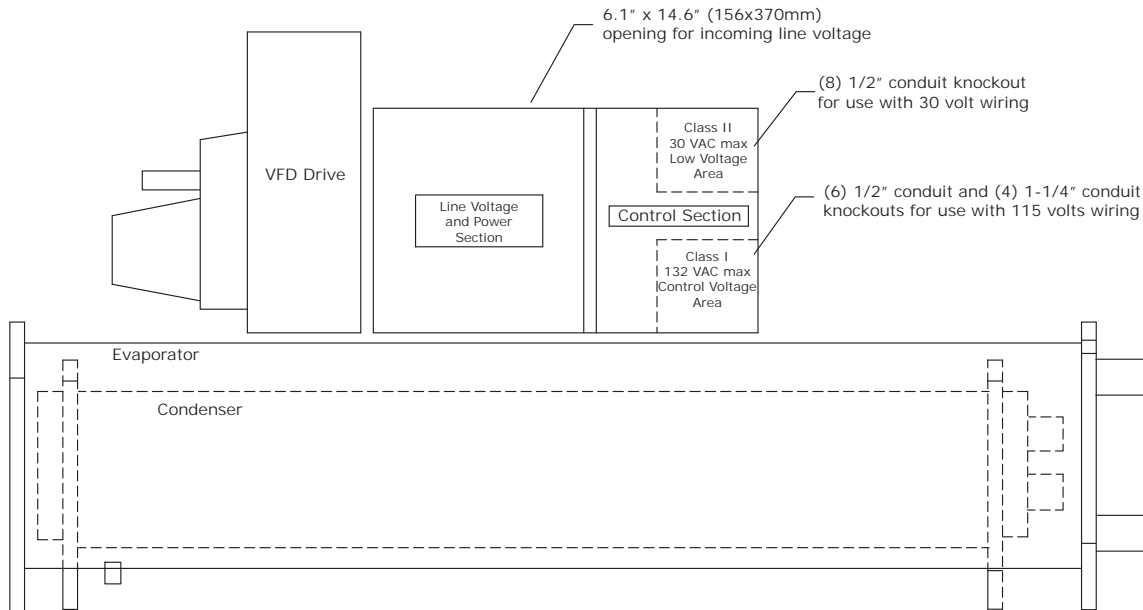 6.1" x 14.6" (156x370mm)
opening for incoming line voltage
(8) 1/2" conduit knockout
for use with 30 volt wiring
Class II
30 VAC max
Low Voltage
Area
VFD Drive
(6) 1/2" conduit and (4) 1-1/4" conduit
knockouts for use with 115 volts wiring
Line Voltage
and Power
Section
Control Section
Class I
132 VAC max
Control Voltage
Area
Evaporator
Condenser